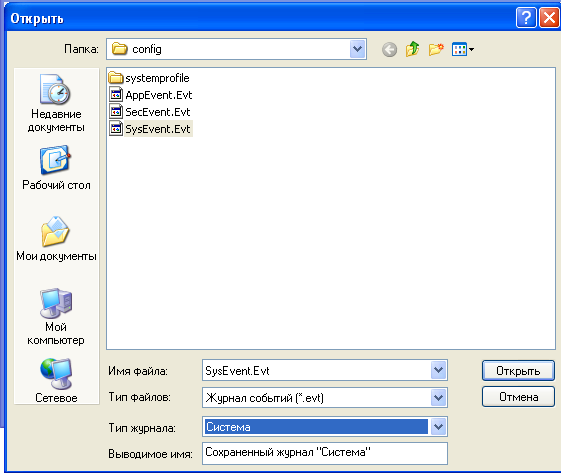 Открыть
Папка: config
systemprofile
AppEvent.Evt
SecEvent.Evt
SysEvent.Evt
Недавние
документы
Рабочий стол
Мои документы
Мой
компьютер
Сетевое
Имя файла: SysEvent.Evt Открыть
Тип файлов: Журнал событий (*.evt) Отмена
Тип журнала: Система
Выводимое имя: Сохраненный журнал "Система"